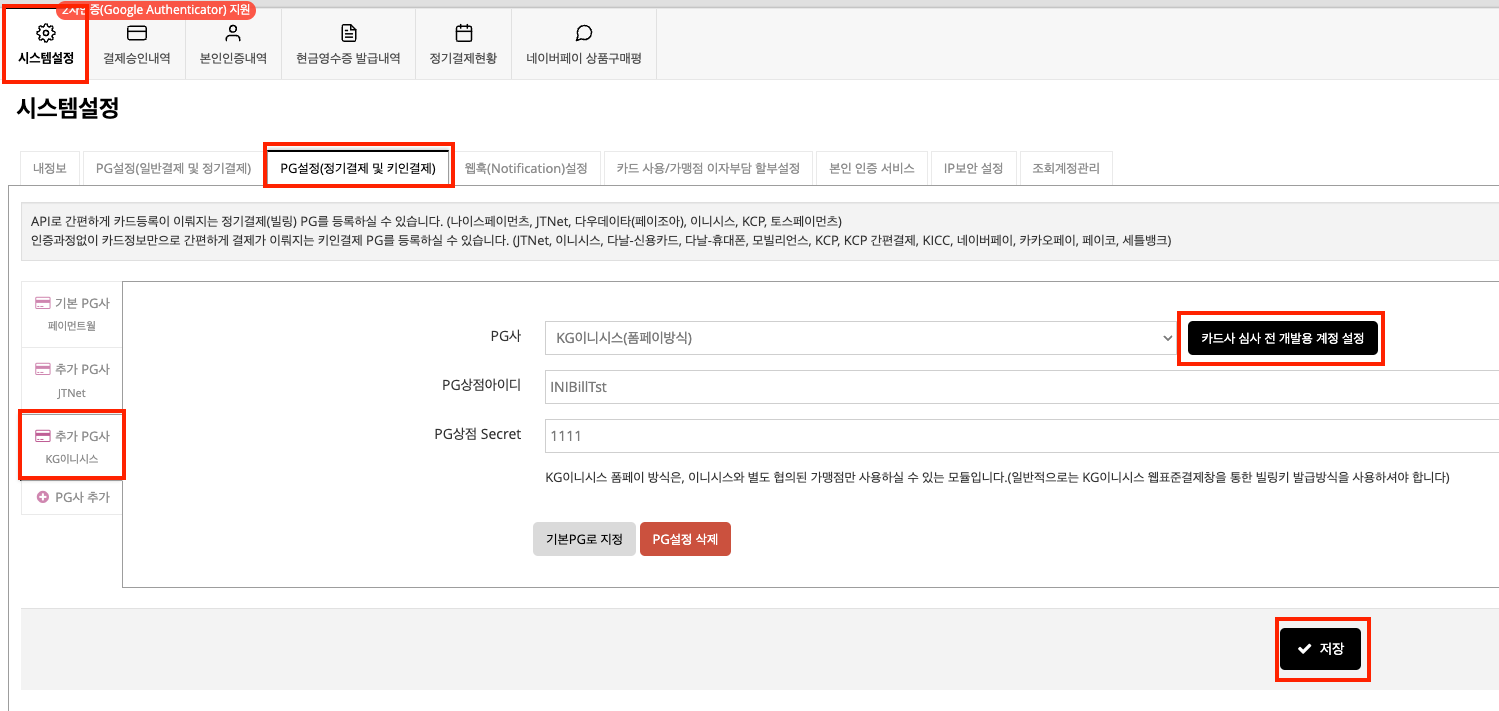 2차인증(Google Authenticator) 지원
시스템설정
결제승인내역
본인인증내역
현금영수증 발급내역
정기결제현황
네이버페이 상품구매평
시스템설정
내정보
PG설정(일반결제 및 정기결제)
PG설정(정기결제 및 키인결제)
웹훅(Notification)설정
카드 사용/가맹점 이자부담 할부설정
본인 인증 서비스
IP보안 설정
조회계정관리
API로 간편하게 카드등록이 이뤄지는 정기결제(빌링) PG를 등록하실 수 있습니다. (나이스페이먼츠, JTNet, 다우데이타(페이조아), 이니시스, KCP, 토스페이먼츠)
인증과정없이 카드정보만으로 간편하게 결제가 이뤄지는 키인결제 PG를 등록하실 수 있습니다. (JTNet, 이니시스, 다날-신용카드, 다날-휴대폰, 모빌리언스, KCP, KCP 간편결제, KICC, 네이버페이, 카카오페이, 페이코, 세틀뱅크)
기본 PG사
페이먼트월
추가 PG사
JTNet
추가 PG사
KG이니시스
PG사 추가
PG사
KG이니시스(폼페이방식)
카드사 심사 전 개발용 계정 설정
PG상점아이디
INIBillTst
PG상점 Secret
1111
KG이니시스 폼페이 방식은, 이니시스와 별도 협의된 가맹점만 사용하실 수 있는 모듈입니다.(일반적으로는 KG이니시스 웹표준결제창을 통한 빌링키 발급방식을 사용하셔야 합니다)
기본PG로 지정
PG설정 삭제
저장